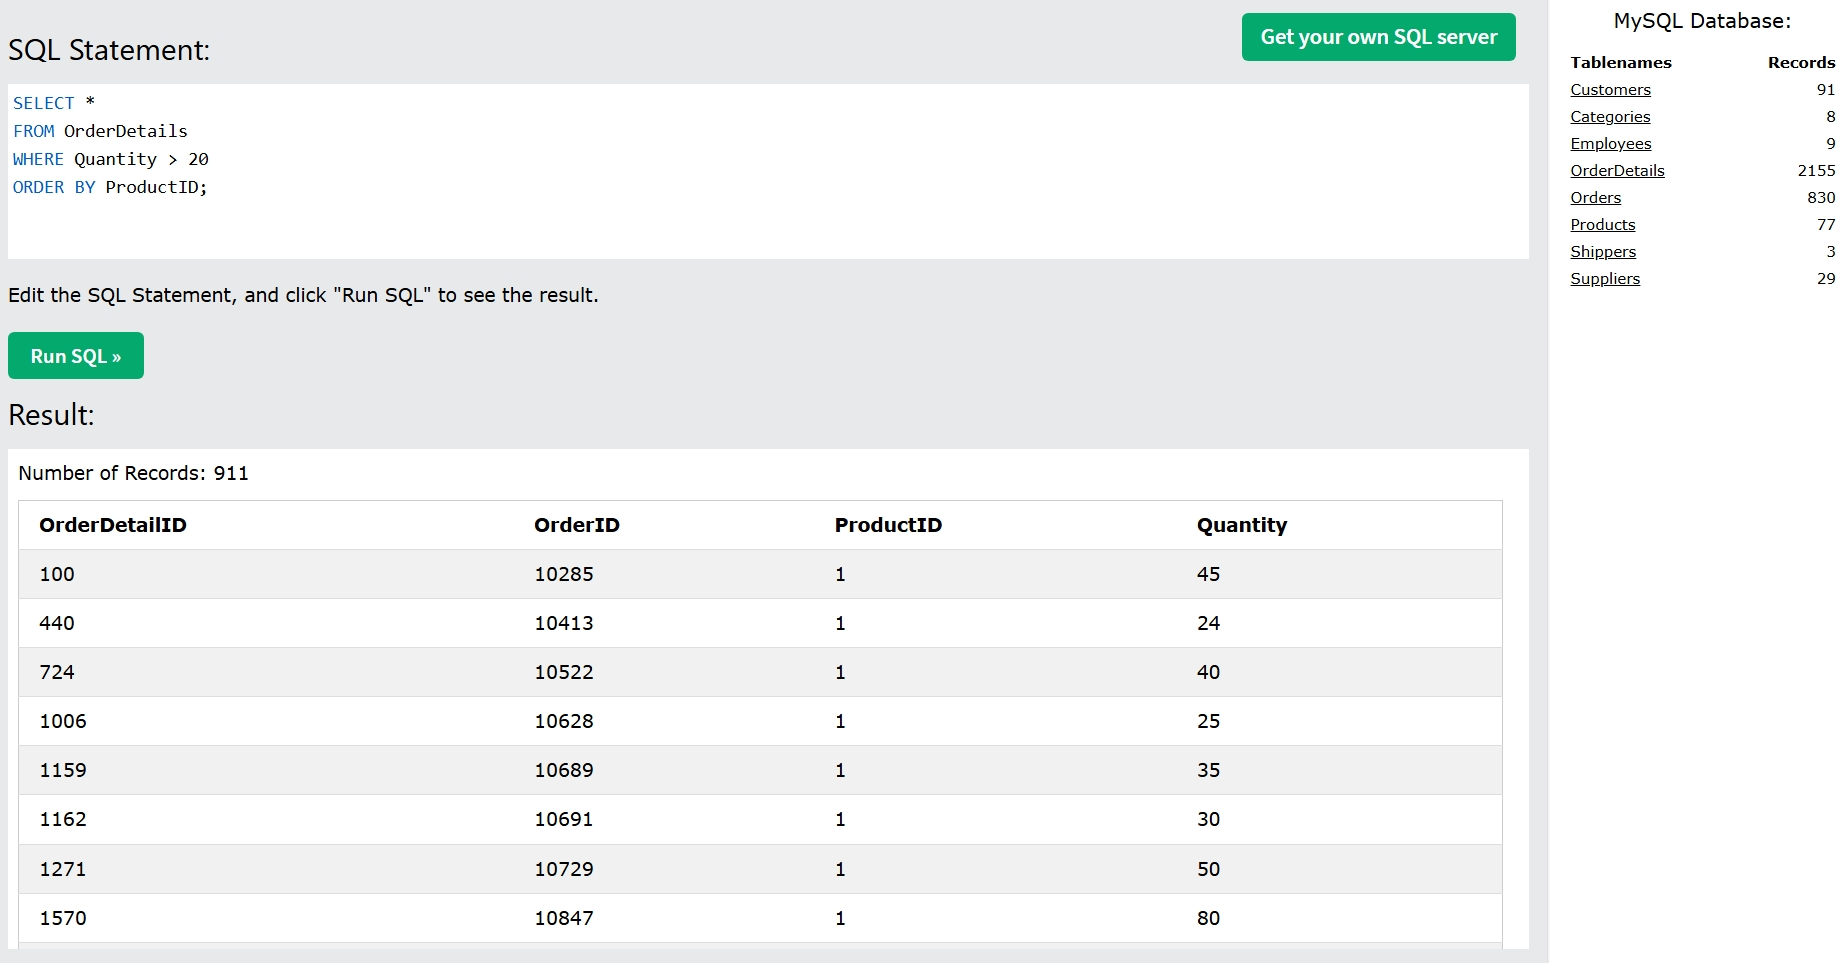 SQL Statement:
Get your own SQL server
SELECT *
FROM OrderDetails
WHERE Quantity > 20
ORDER BY ProductID;
Edit the SQL Statement, and click "Run SQL" to see the result.
Run SQL »
Result:
Number of Records: 911
OrderDetailID OrderID ProductID Quantity
100 10285 1 45
440 10413 1 24
724 10522 1 40
1006 10628 1 25
1159 10689 1 35
1162 10691 1 30
1271 10729 1 50
1570 10847 1 80
MySQL Database:
Tablenames Records
Customers 91
Categories 8
Employees 9
OrderDetails 2155
Orders 830
Products 77
Shippers 3
Suppliers 29